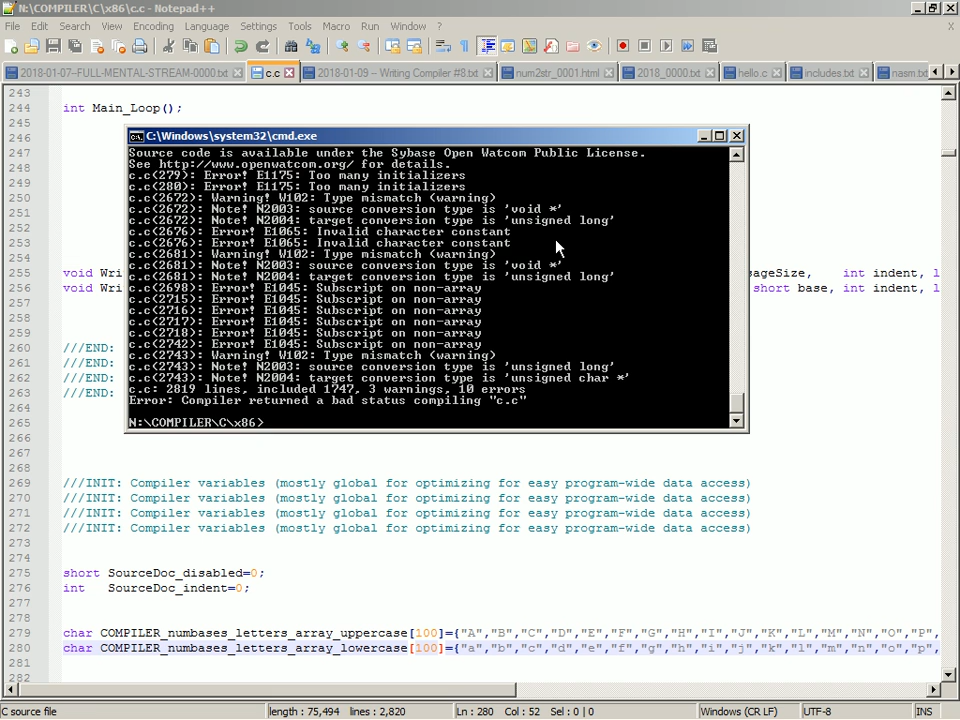 N:\COMPILER\C\x86\c.c - Notepad++
File Edit Search View Encoding Language Settings Tools Macro Run Window ?
2018-01-07-FULL-MENTAL-STREAM-0000.txt c.c 2018-01-09 -- Writing Compiler #8.txt num2str_0001.html 2018_0000.txt hello.c includes.txt nasm.txt
243
244 int Main_Loop();
245
246
247
248
249
250
251
252
253
254
255 void Wri sageSize, int indent, l
256 void Wri short base, int indent, l
257
258
259
260 ///END:
261 ///END:
262 ///END:
263 ///END:
264
265
266
267
268
269 ///INIT: Compiler variables (mostly global for optimizing for easy program-wide data access)
270 ///INIT: Compiler variables (mostly global for optimizing for easy program-wide data access)
271 ///INIT: Compiler variables (mostly global for optimizing for easy program-wide data access)
272 ///INIT: Compiler variables (mostly global for optimizing for easy program-wide data access)
273
274
275 short SourceDoc_disabled=0;
276 int SourceDoc_indent=0;
277
278
279 char COMPILER_numbases_letters_array_uppercase[100]={"A","B","C","D","E","F","G","H","I","J","K","L","M","N","O","P",
280 char COMPILER_numbases_letters_array_lowercase[100]={"a","b","c","d","e","f","g","h","i","j","k","l","m","n","o","p",
281
282
C:\Windows\system32\cmd.exe
Source code is available under the Sybase Open Watcom Public License.
See http://www.openwatcom.org/ for details.
c.c(279): Error! E1175: Too many initializers
c.c(280): Error! E1175: Too many initializers
c.c(2672): Warning! W102: Type mismatch (warning)
c.c(2672): Note! N2003: source conversion type is 'void *'
c.c(2672): Note! N2004: target conversion type is 'unsigned long'
c.c(2676): Error! E1065: Invalid character constant
c.c(2676): Error! E1065: Invalid character constant
c.c(2681): Warning! W102: Type mismatch (warning)
c.c(2681): Note! N2003: source conversion type is 'void *'
c.c(2681): Note! N2004: target conversion type is 'unsigned long'
c.c(2698): Error! E1045: Subscript on non-array
c.c(2715): Error! E1045: Subscript on non-array
c.c(2716): Error! E1045: Subscript on non-array
c.c(2717): Error! E1045: Subscript on non-array
c.c(2718): Error! E1045: Subscript on non-array
c.c(2742): Error! E1045: Subscript on non-array
c.c(2743): Warning! W102: Type mismatch (warning)
c.c(2743): Note! N2003: source conversion type is 'unsigned long'
c.c(2743): Note! N2004: target conversion type is 'unsigned char *'
c.c: 2819 lines, included 1747, 3 warnings, 10 errors
Error: Compiler returned a bad status compiling "c.c"
N:\COMPILER\C\x86>
C source file length : 75,494 lines : 2,820 Ln : 280 Col : 52 Sel : 0 | 0 Windows (CR LF) UTF-8 INS